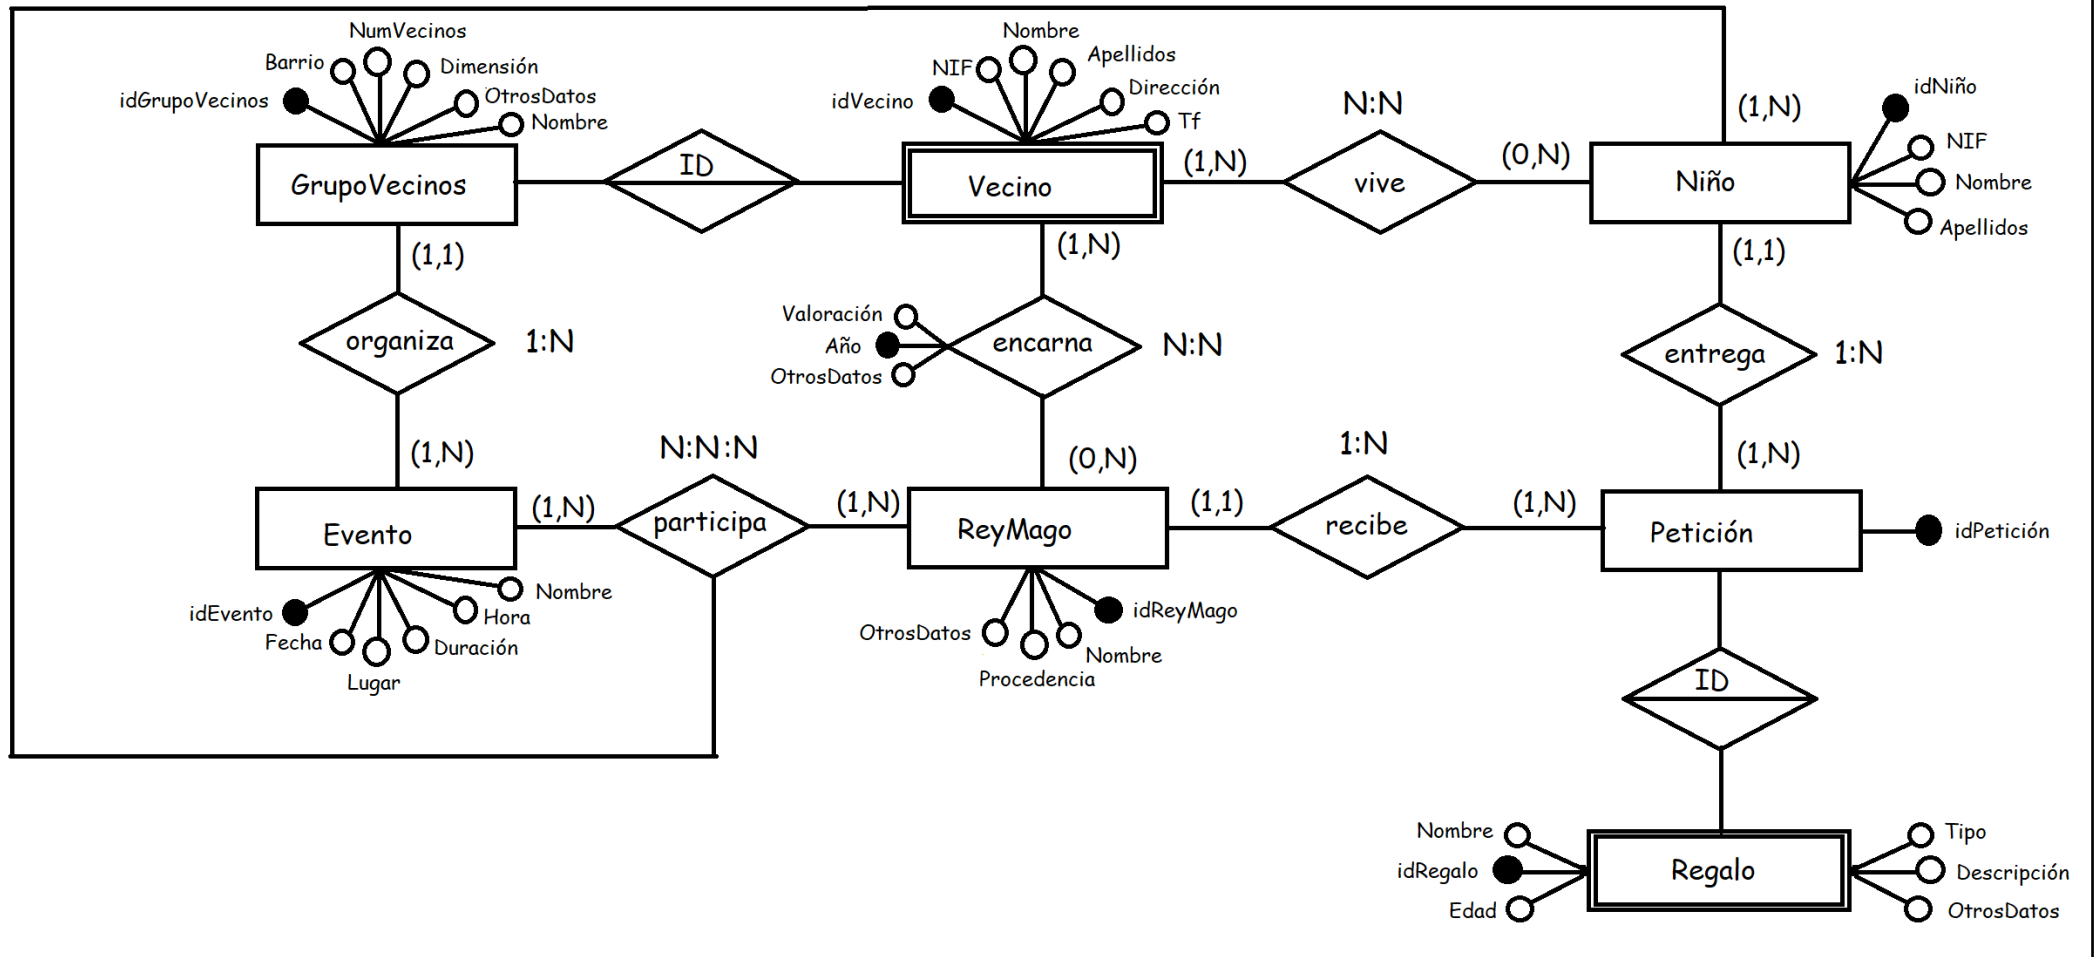 NumVecinos
Barrio
Dimensión
idGrupoVecinos
OtrosDatos
Nombre
GrupoVecinos
ID
Nombre
NIF
Apellidos
idVecino
Dirección
Tf
Vecino
(1,N)
N:N
vive
(0,N)
(1,N)
Niño
idNiño
NIF
Nombre
Apellidos
(1,1)
organiza
1:N
(1,N)
(1,N)
Valoración
Año
OtrosDatos
encarna
N:N
(0,N)
(1,1)
entrega
1:N
(1,N)
Evento
(1,N)
N:N:N
participa
(1,N)
ReyMago
(1,1)
1:N
recibe
(1,N)
Petición
idPetición
idEvento
Fecha
Lugar
Duración
Hora
Nombre
OtrosDatos
Procedencia
Nombre
idReyMago
ID
Nombre
idRegalo
Edad
Regalo
Tipo
Descripción
OtrosDatos